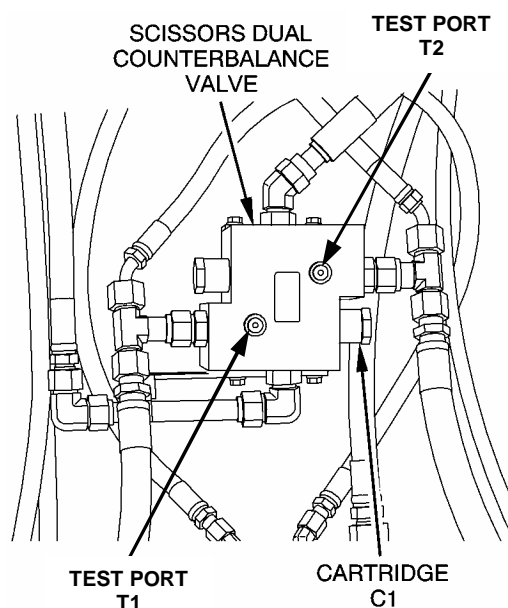 SCISSORS DUAL
COUNTERBALANCE
VALVE
TEST PORT
T2
TEST PORT
T1
CARTRIDGE
C1